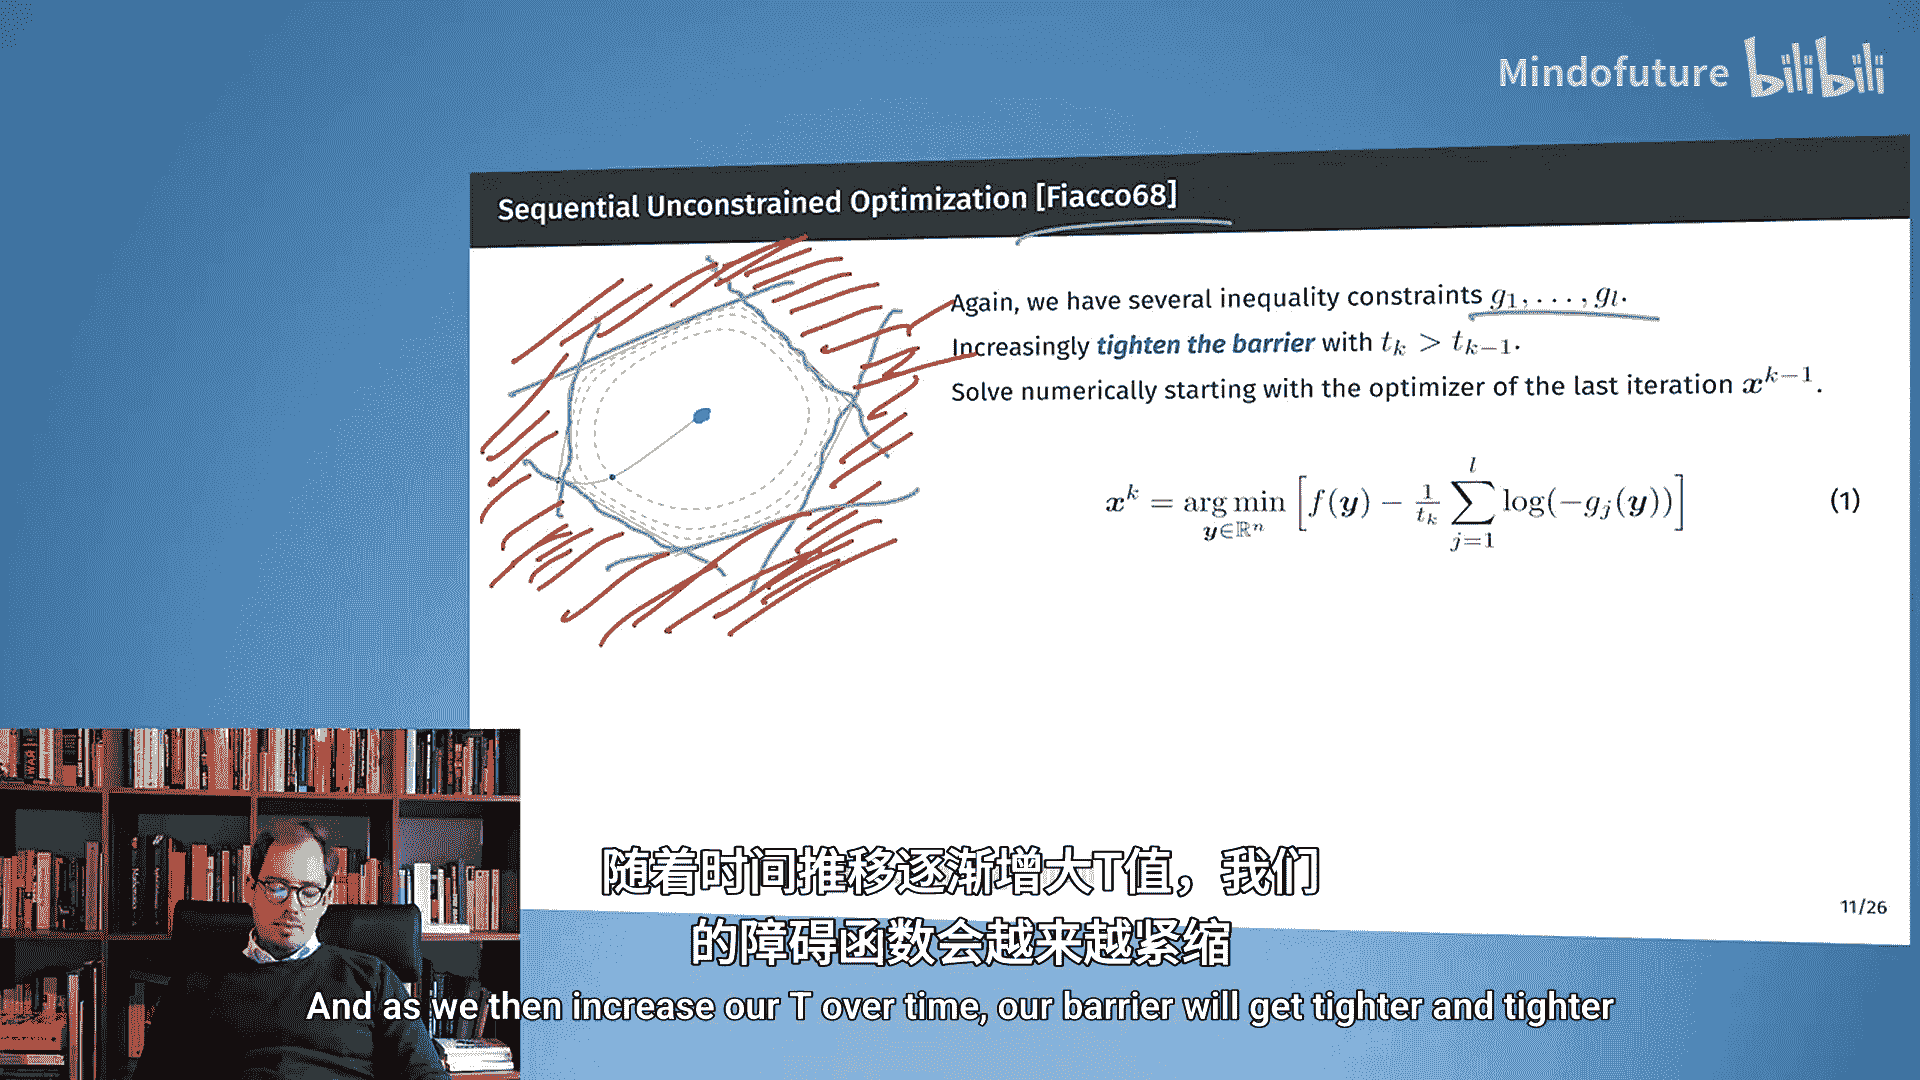 Mindofuture bilibili
Sequential Unconstrained Optimization [Fiacco68]
Again, we have several inequality constraints g₁, . . . , gₗ.
Increasingly tighten the barrier with tₖ > tₖ₋₁.
Solve numerically starting with the optimizer of the last iteration xᵏ⁻¹.
xᵏ = arg min_{y∈ℝⁿ} [f(y) − 1/tₖ ∑_{j=1}^{l} log(−gⱼ(y))] (1)
11/26
随着时间推移逐渐增大T值，我们
的障碍函数会越来越紧缩
And as we then increase our T over time, our barrier will get tighter and tighter